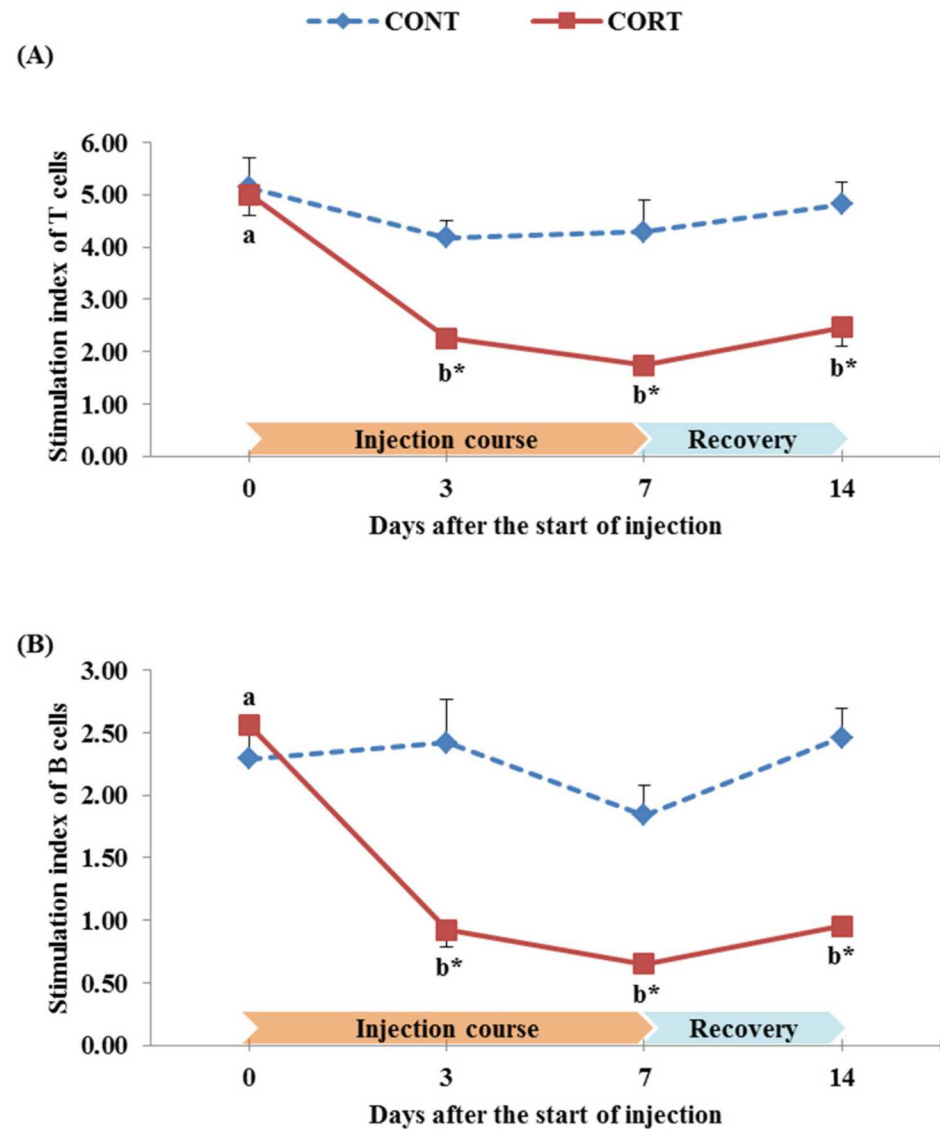 CONT CORT
(A)
Stimulation index of T cells
6.00
5.00
4.00
3.00
2.00
1.00
0.00
a
b*
b*
b*
Injection course
Recovery
0 3 7 14
Days after the start of injection
(B)
Stimulation index of B cells
3.00
2.50
2.00
1.50
1.00
0.50
0.00
a
b*
b*
b*
Injection course
Recovery
0 3 7 14
Days after the start of injection